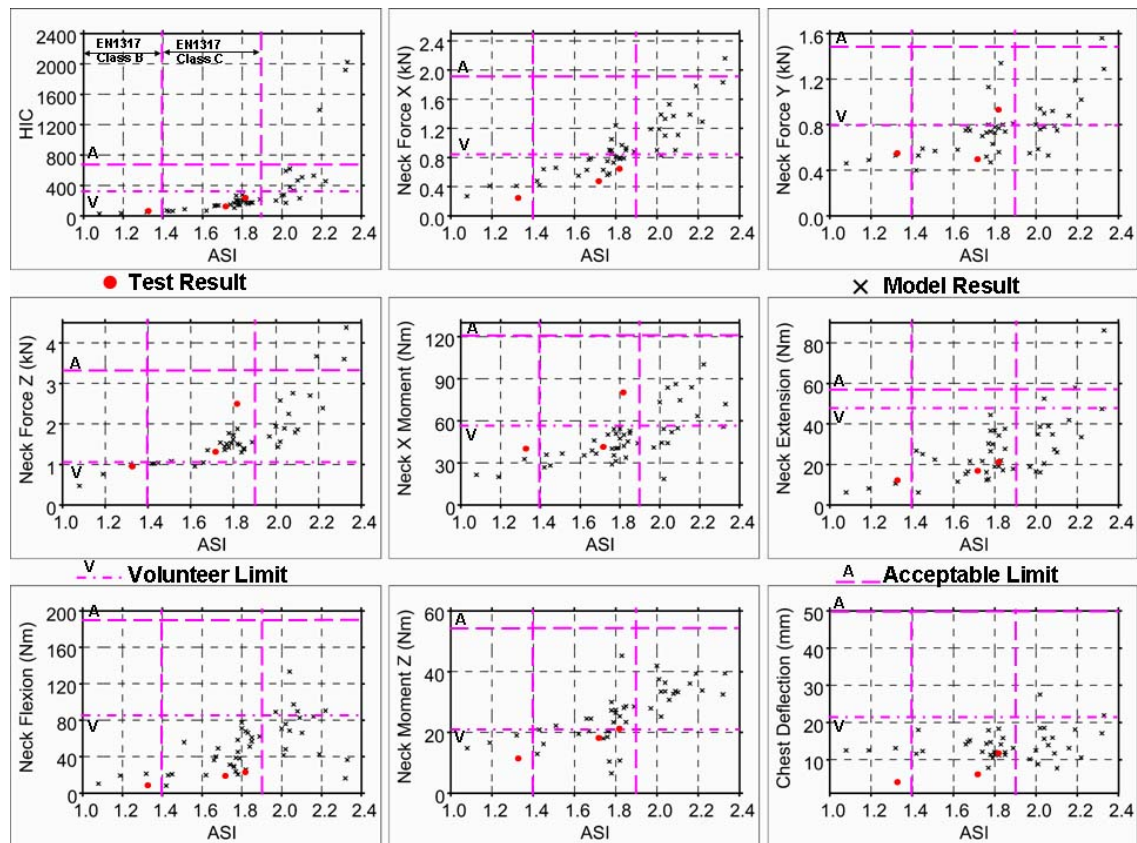 EN1317
Class B
EN1317
Class C
2400
2000
1600
1200
800
400
0
HIC
A
V
1.0 1.2 1.4 1.6 1.8 2.0 2.2 2.4
ASI
2.4
2.0
1.6
1.2
0.8
0.4
0.0
Neck Force X (kN)
A
V
1.0 1.2 1.4 1.6 1.8 2.0 2.2 2.4
ASI
1.6
1.2
0.8
0.4
0.0
Neck Force Y (kN)
A
V
1.0 1.2 1.4 1.6 1.8 2.0 2.2 2.4
ASI
Test Result
Model Result
4
3
2
1
0
Neck Force Z (kN)
A
V
1.0 1.2 1.4 1.6 1.8 2.0 2.2 2.4
ASI
120
90
60
30
0
Neck X Moment (Nm)
A
V
1.0 1.2 1.4 1.6 1.8 2.0 2.2 2.4
ASI
80
60
40
20
0
Neck Extension (Nm)
A
V
1.0 1.2 1.4 1.6 1.8 2.0 2.2 2.4
ASI
V Volunteer Limit
A Acceptable Limit
200
160
120
80
40
0
Neck Flexion (Nm)
A
V
1.0 1.2 1.4 1.6 1.8 2.0 2.2 2.4
ASI
60
40
20
0
Neck Moment Z (Nm)
A
V
1.0 1.2 1.4 1.6 1.8 2.0 2.2 2.4
ASI
50
40
30
20
10
Chest Deflection (mm)
A
V
1.0 1.2 1.4 1.6 1.8 2.0 2.2 2.4
ASI